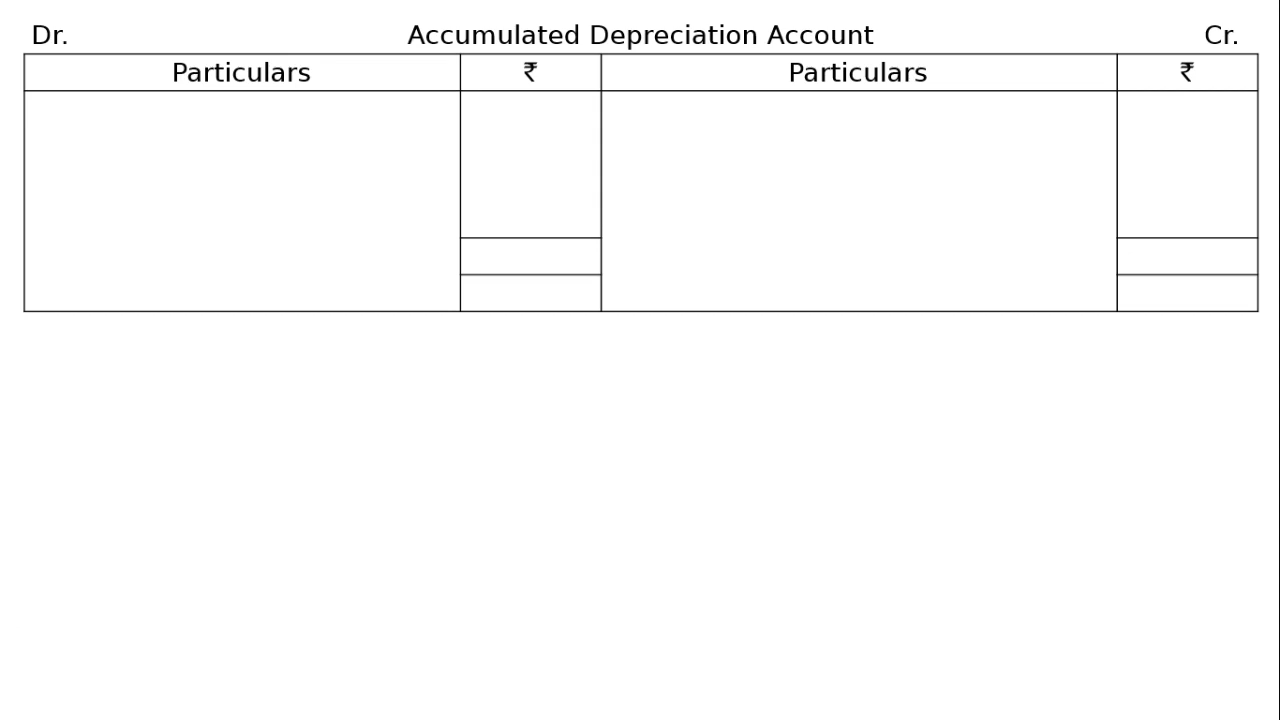 Dr. Accumulated Depreciation Account Cr.
Particulars ₹ Particulars ₹